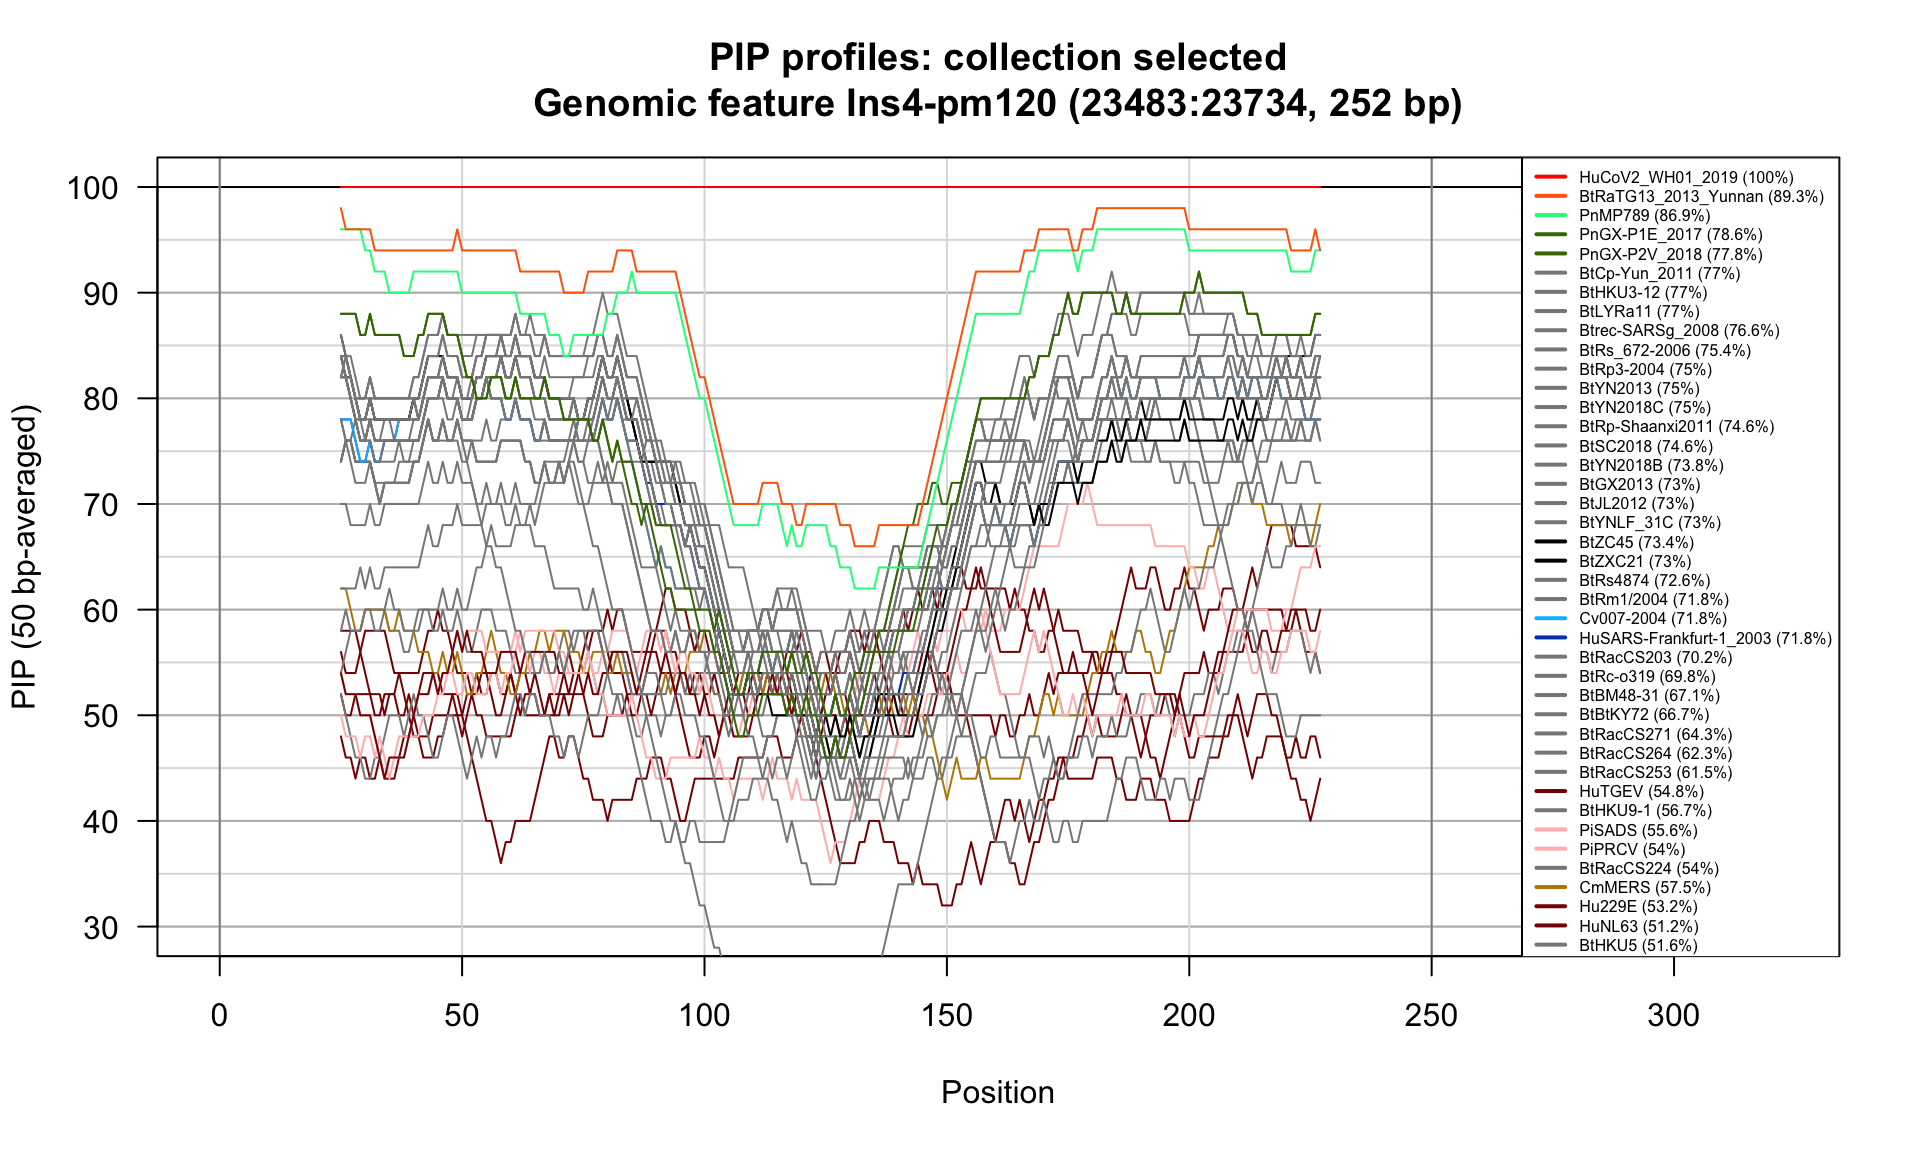 PIP profiles: collection selected
Genomic feature Ins4-pm120 (23483:23734, 252 bp)
PIP (50 bp-averaged)
100
90
80
70
60
50
40
30
0
50
100
150
200
250
300
Position
HuCoV2_WH01_2019 (100%)
BtRaTG13_2013_Yunnan (89.3%)
PnMP789 (86.9%)
PnGX-P1E_2017 (78.6%)
PnGX-P2V_2018 (77.8%)
BtCp-Yun_2011 (77%)
BtHKU3-12 (77%)
BtLYRa11 (77%)
Btrec-SARSg_2008 (76.6%)
BtRs_672-2006 (75.4%)
BtRp3-2004 (75%)
BtYN2013 (75%)
BtYN2018C (75%)
BtRp-Shaanxi2011 (74.6%)
BtSC2018 (74.6%)
BtYN2018B (73.8%)
BtGX2013 (73%)
BtJL2012 (73%)
BtYNLF_31C (73%)
BtZC45 (73.4%)
BtZXC21 (73%)
BtRs4874 (72.6%)
BtRm1/2004 (71.8%)
Cv007-2004 (71.8%)
HuSARS-Frankfurt-1_2003 (71.8%)
BtRacCS203 (70.2%)
BtRc-o319 (69.8%)
BtBM48-31 (67.1%)
BtBtKY72 (66.7%)
BtRacCS271 (64.3%)
BtRacCS264 (62.3%)
BtRacCS253 (61.5%)
HuTGEV (54.8%)
BtHKU9-1 (56.7%)
PiSADS (55.6%)
PiPRCV (54%)
BtRacCS224 (54%)
CmMERS (57.5%)
Hu229E (53.2%)
HuNL63 (51.2%)
BtHKU5 (51.6%)